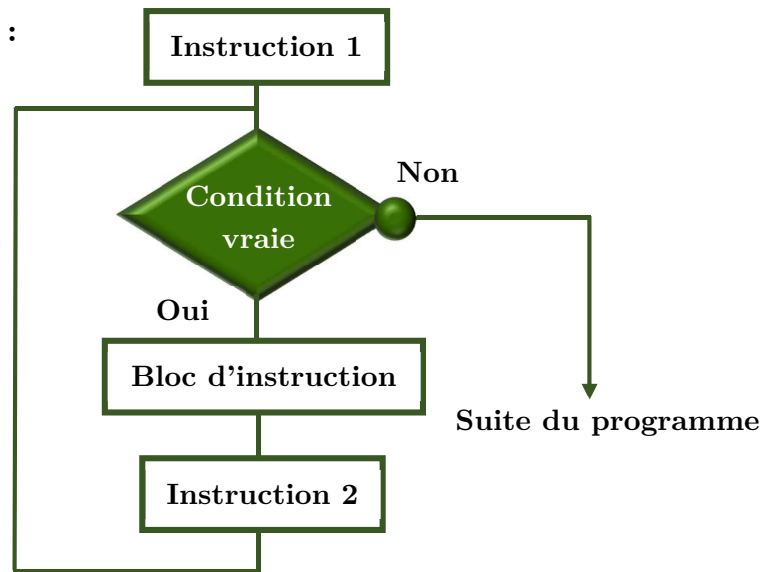 :
Instruction 1
Non
Condition
vraie
Oui
Bloc d'instruction
Suite du programme
Instruction 2